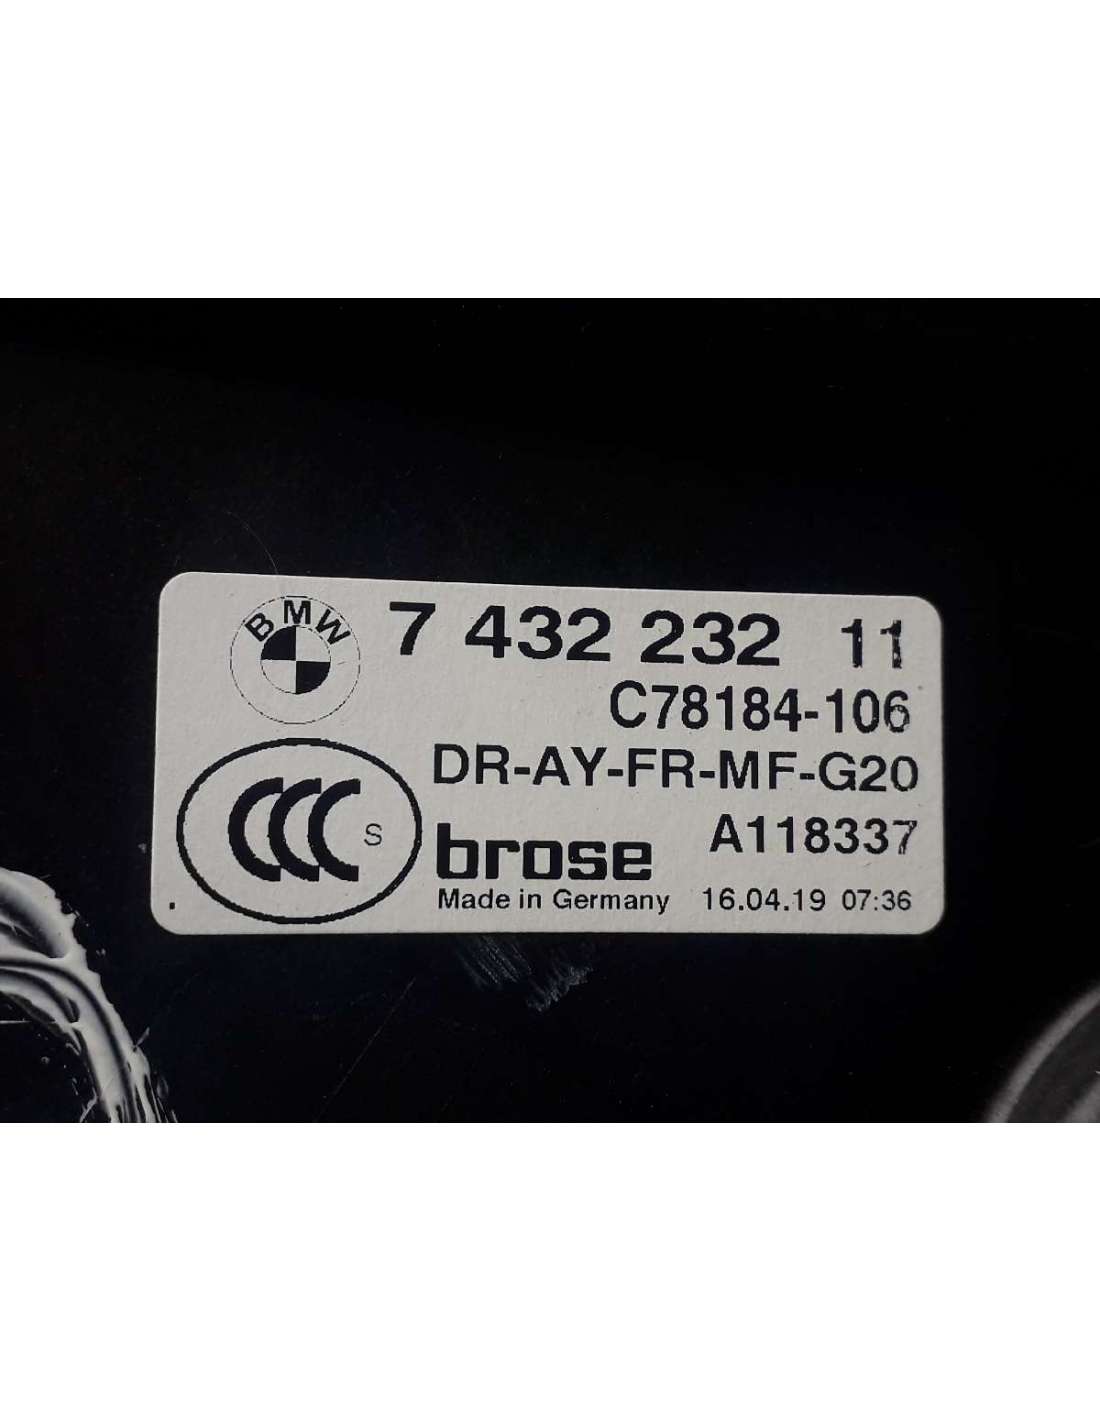 BMW
7 432 232 11
C78184-106
DR-AY-FR-MF-G20
A118337
CCC S
brose
Made in Germany 16.04.19 07:36